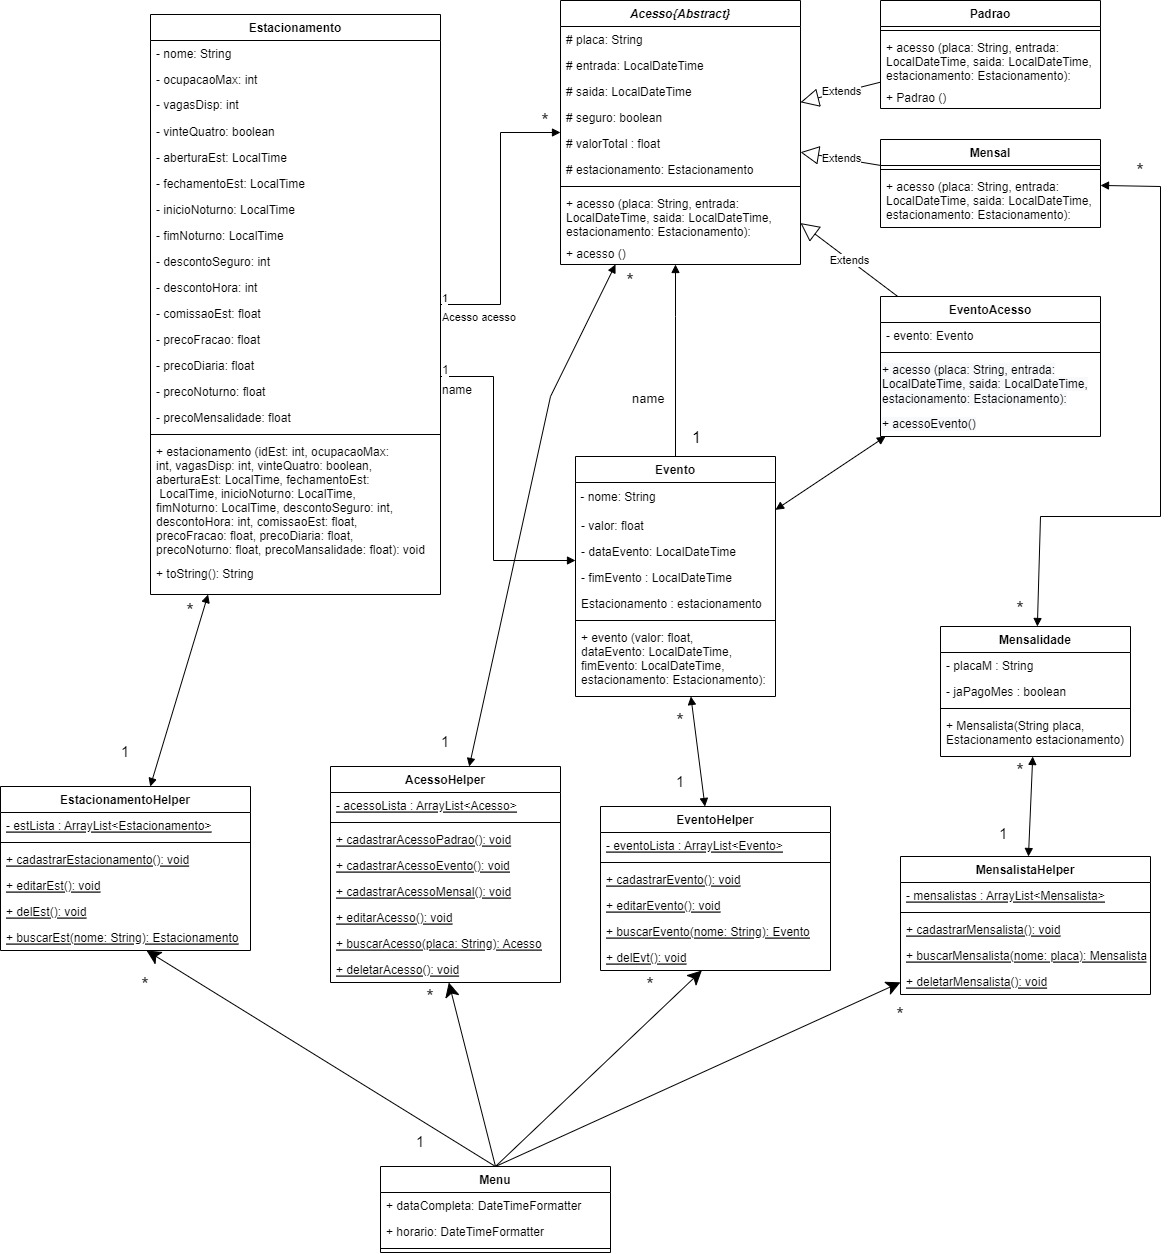 Estacionamento
- nome: String
- ocupacaoMax: int
- vagasDisp: int
- vinteQuatro: boolean
- aberturaEst: LocalTime
- fechamentoEst: LocalTime
- inicioNoturno: LocalTime
- fimNoturno: LocalTime
- descontoSeguro: int
- descontoHora: int
- comissaoEst: float
- precoFracao: float
- precoDiaria: float
- precoNoturno: float
- precoMensalidade: float
+ estacionamento (idEst: int, ocupacaoMax:
int, vagasDisp: int, vinteQuatro: boolean,
aberturaEst: LocalTime, fechamentoEst:
LocalTime, inicioNoturno: LocalTime,
fimNoturno: LocalTime, descontoSeguro: int,
descontoHora: int, comissaoEst: float,
precoFracao: float, precoDiaria: float,
precoNoturno: float, precoMansalidade: float): void
+ toString(): String
*
1
1
Acesso acesso
*
1
name
Acesso{Abstract}
# placa: String
# entrada: LocalDateTime
# saida: LocalDateTime
# seguro: boolean
# valorTotal : float
# estacionamento: Estacionamento
+ acesso (placa: String, entrada:
LocalDateTime, saida: LocalDateTime,
estacionamento: Estacionamento):
+ acesso ()
*
name
1
Padrao
+ acesso (placa: String, entrada:
LocalDateTime, saida: LocalDateTime,
estacionamento: Estacionamento):
+ Padrao ()
Extends
Mensal
+ acesso (placa: String, entrada:
LocalDateTime, saida: LocalDateTime,
estacionamento: Estacionamento):
Extends
*
Extends
EventoAcesso
- evento: Evento
+ acesso (placa: String, entrada:
LocalDateTime, saida: LocalDateTime,
estacionamento: Estacionamento):
+ acessoEvento()
Evento
- nome: String
- valor: float
- dataEvento: LocalDateTime
- fimEvento : LocalDateTime
Estacionamento : estacionamento
+ evento (valor: float,
dataEvento: LocalDateTime,
fimEvento: LocalDateTime,
estacionamento: Estacionamento):
*
1
*
Mensalidade
- placaM : String
- jaPagoMes : boolean
+ Mensalista(String placa,
Estacionamento estacionamento)
*
1
1
EstacionamentoHelper
- estLista : ArrayList<Estacionamento>
+ cadastrarEstacionamento(): void
+ editarEst(): void
+ delEst(): void
+ buscarEst(nome: String): Estacionamento
*
AcessoHelper
- acessoLista : ArrayList<Acesso>
+ cadastrarAcessoPadrao(): void
+ cadastrarAcessoEvento(): void
+ cadastrarAcessoMensal(): void
+ editarAcesso(): void
+ buscarAcesso(placa: String): Acesso
+ deletarAcesso(): void
*
EventoHelper
- eventoLista : ArrayList<Evento>
+ cadastrarEvento(): void
+ editarEvento(): void
+ buscarEvento(nome: String): Evento
+ delEvt(): void
*
MensalistaHelper
- mensalistas : ArrayList<Mensalista>
+ cadastrarMensalista(): void
+ buscarMensalista(nome: placa): Mensalista
+ deletarMensalista(): void
*
1
Menu
+ dataCompleta: DateTimeFormatter
+ horario: DateTimeFormatter